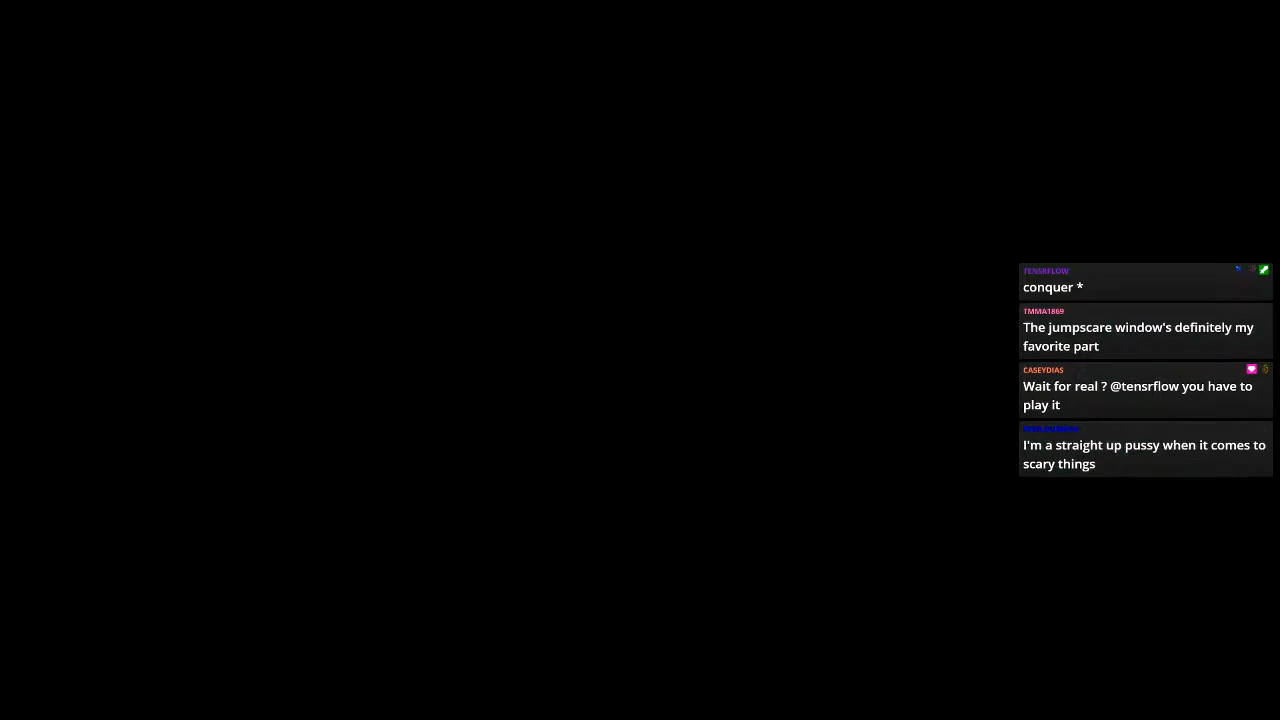 TENSRFLOW
conquer *
TMMA1869
The jumpscare window's definitely my
favorite part
CASEYDIAS
Wait for real ? @tensrflow you have to
play it
I'm a straight up pussy when it comes to
scary things